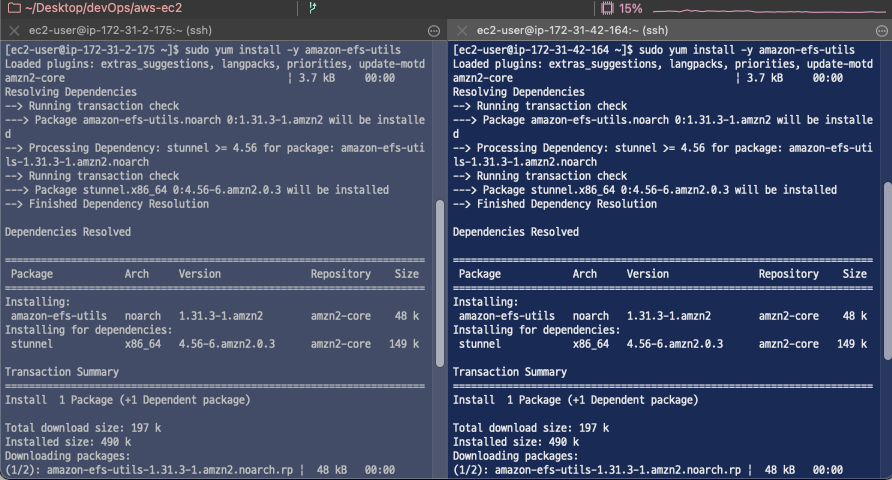 ~/Desktop/devOps/aws-ec2
15%
ec2-user@ip-172-31-2-175:~ (ssh)
[ec2-user@ip-172-31-2-175 ~]$ sudo yum install -y amazon-efs-utils
Loaded plugins: extras_suggestions, langpacks, priorities, update-motd
amzn2-core | 3.7 kB 00:00
Resolving Dependencies
--> Running transaction check
---> Package amazon-efs-utils.noarch 0:1.31.3-1.amzn2 will be installe
d
--> Processing Dependency: stunnel >= 4.56 for package: amazon-efs-uti
ls-1.31.3-1.amzn2.noarch
--> Running transaction check
---> Package stunnel.x86_64 0:4.56-6.amzn2.0.3 will be installed
--> Finished Dependency Resolution
Dependencies Resolved
================================================================================
Package Arch Version Repository Size
================================================================================
Installing:
amazon-efs-utils noarch 1.31.3-1.amzn2 amzn2-core 48 k
Installing for dependencies:
stunnel x86_64 4.56-6.amzn2.0.3 amzn2-core 149 k
Transaction Summary
================================================================================
Install 1 Package (+1 Dependent package)
Total download size: 197 k
Installed size: 490 k
Downloading packages:
(1/2): amazon-efs-utils-1.31.3-1.amzn2.noarch.rp | 48 kB 00:00
ec2-user@ip-172-31-42-164:~ (ssh)
[ec2-user@ip-172-31-42-164 ~]$ sudo yum install -y amazon-efs-utils
Loaded plugins: extras_suggestions, langpacks, priorities, update-motd
amzn2-core | 3.7 kB 00:00
Resolving Dependencies
--> Running transaction check
---> Package amazon-efs-utils.noarch 0:1.31.3-1.amzn2 will be installe
d
--> Processing Dependency: stunnel >= 4.56 for package: amazon-efs-uti
ls-1.31.3-1.amzn2.noarch
--> Running transaction check
---> Package stunnel.x86_64 0:4.56-6.amzn2.0.3 will be installed
--> Finished Dependency Resolution
Dependencies Resolved
================================================================================
Package Arch Version Repository Size
================================================================================
Installing:
amazon-efs-utils noarch 1.31.3-1.amzn2 amzn2-core 48 k
Installing for dependencies:
stunnel x86_64 4.56-6.amzn2.0.3 amzn2-core 149 k
Transaction Summary
================================================================================
Install 1 Package (+1 Dependent package)
Total download size: 197 k
Installed size: 490 k
Downloading packages:
(1/2): amazon-efs-utils-1.31.3-1.amzn2.noarch.rp | 48 kB 00:00